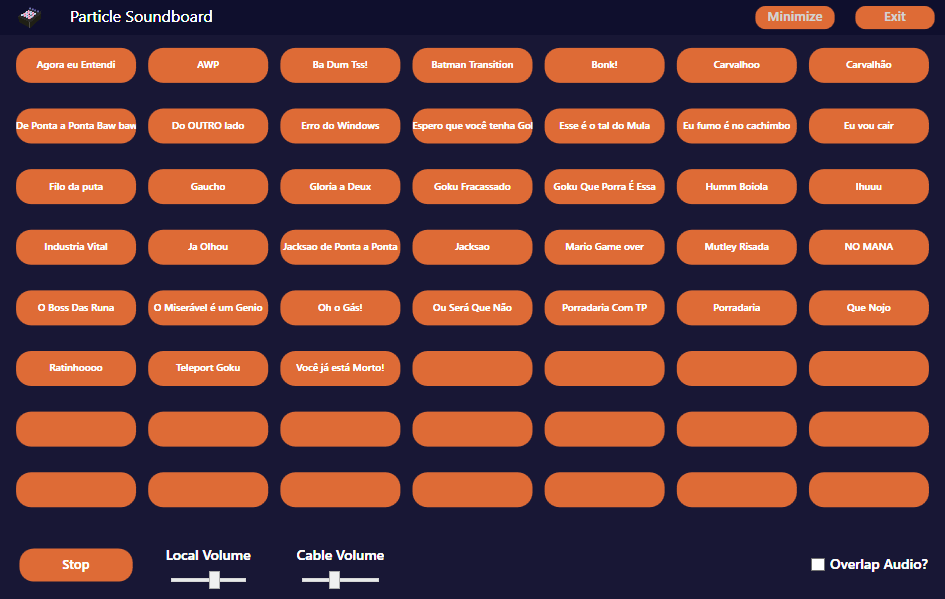 Particle Soundboard
Minimize
Exit
Agora eu Entendi
AWP
Ba Dum Tss!
Batman Transition
Bonk!
Carvalhoo
Carvalhão
De Ponta a Ponta Baw baw
Do OUTRO lado
Erro do Windows
Espero que você tenha Gol
Esse é o tal do Mula
Eu fumo é no cachimbo
Eu vou cair
Filo da puta
Gaucho
Gloria a Deux
Goku Fracassado
Goku Que Porra É Essa
Humm Boiola
Ihuuu
Industria Vital
Ja Olhou
Jacksao de Ponta a Ponta
Jacksao
Mario Game over
Mutley Risada
NO MANA
O Boss Das Runa
O Miserável é um Genio
Oh o Gás!
Ou Será Que Não
Porradaria Com TP
Porradaria
Que Nojo
Ratinhoooo
Teleport Goku
Você já está Morto!
Stop
Local Volume
Cable Volume
Overlap Audio?